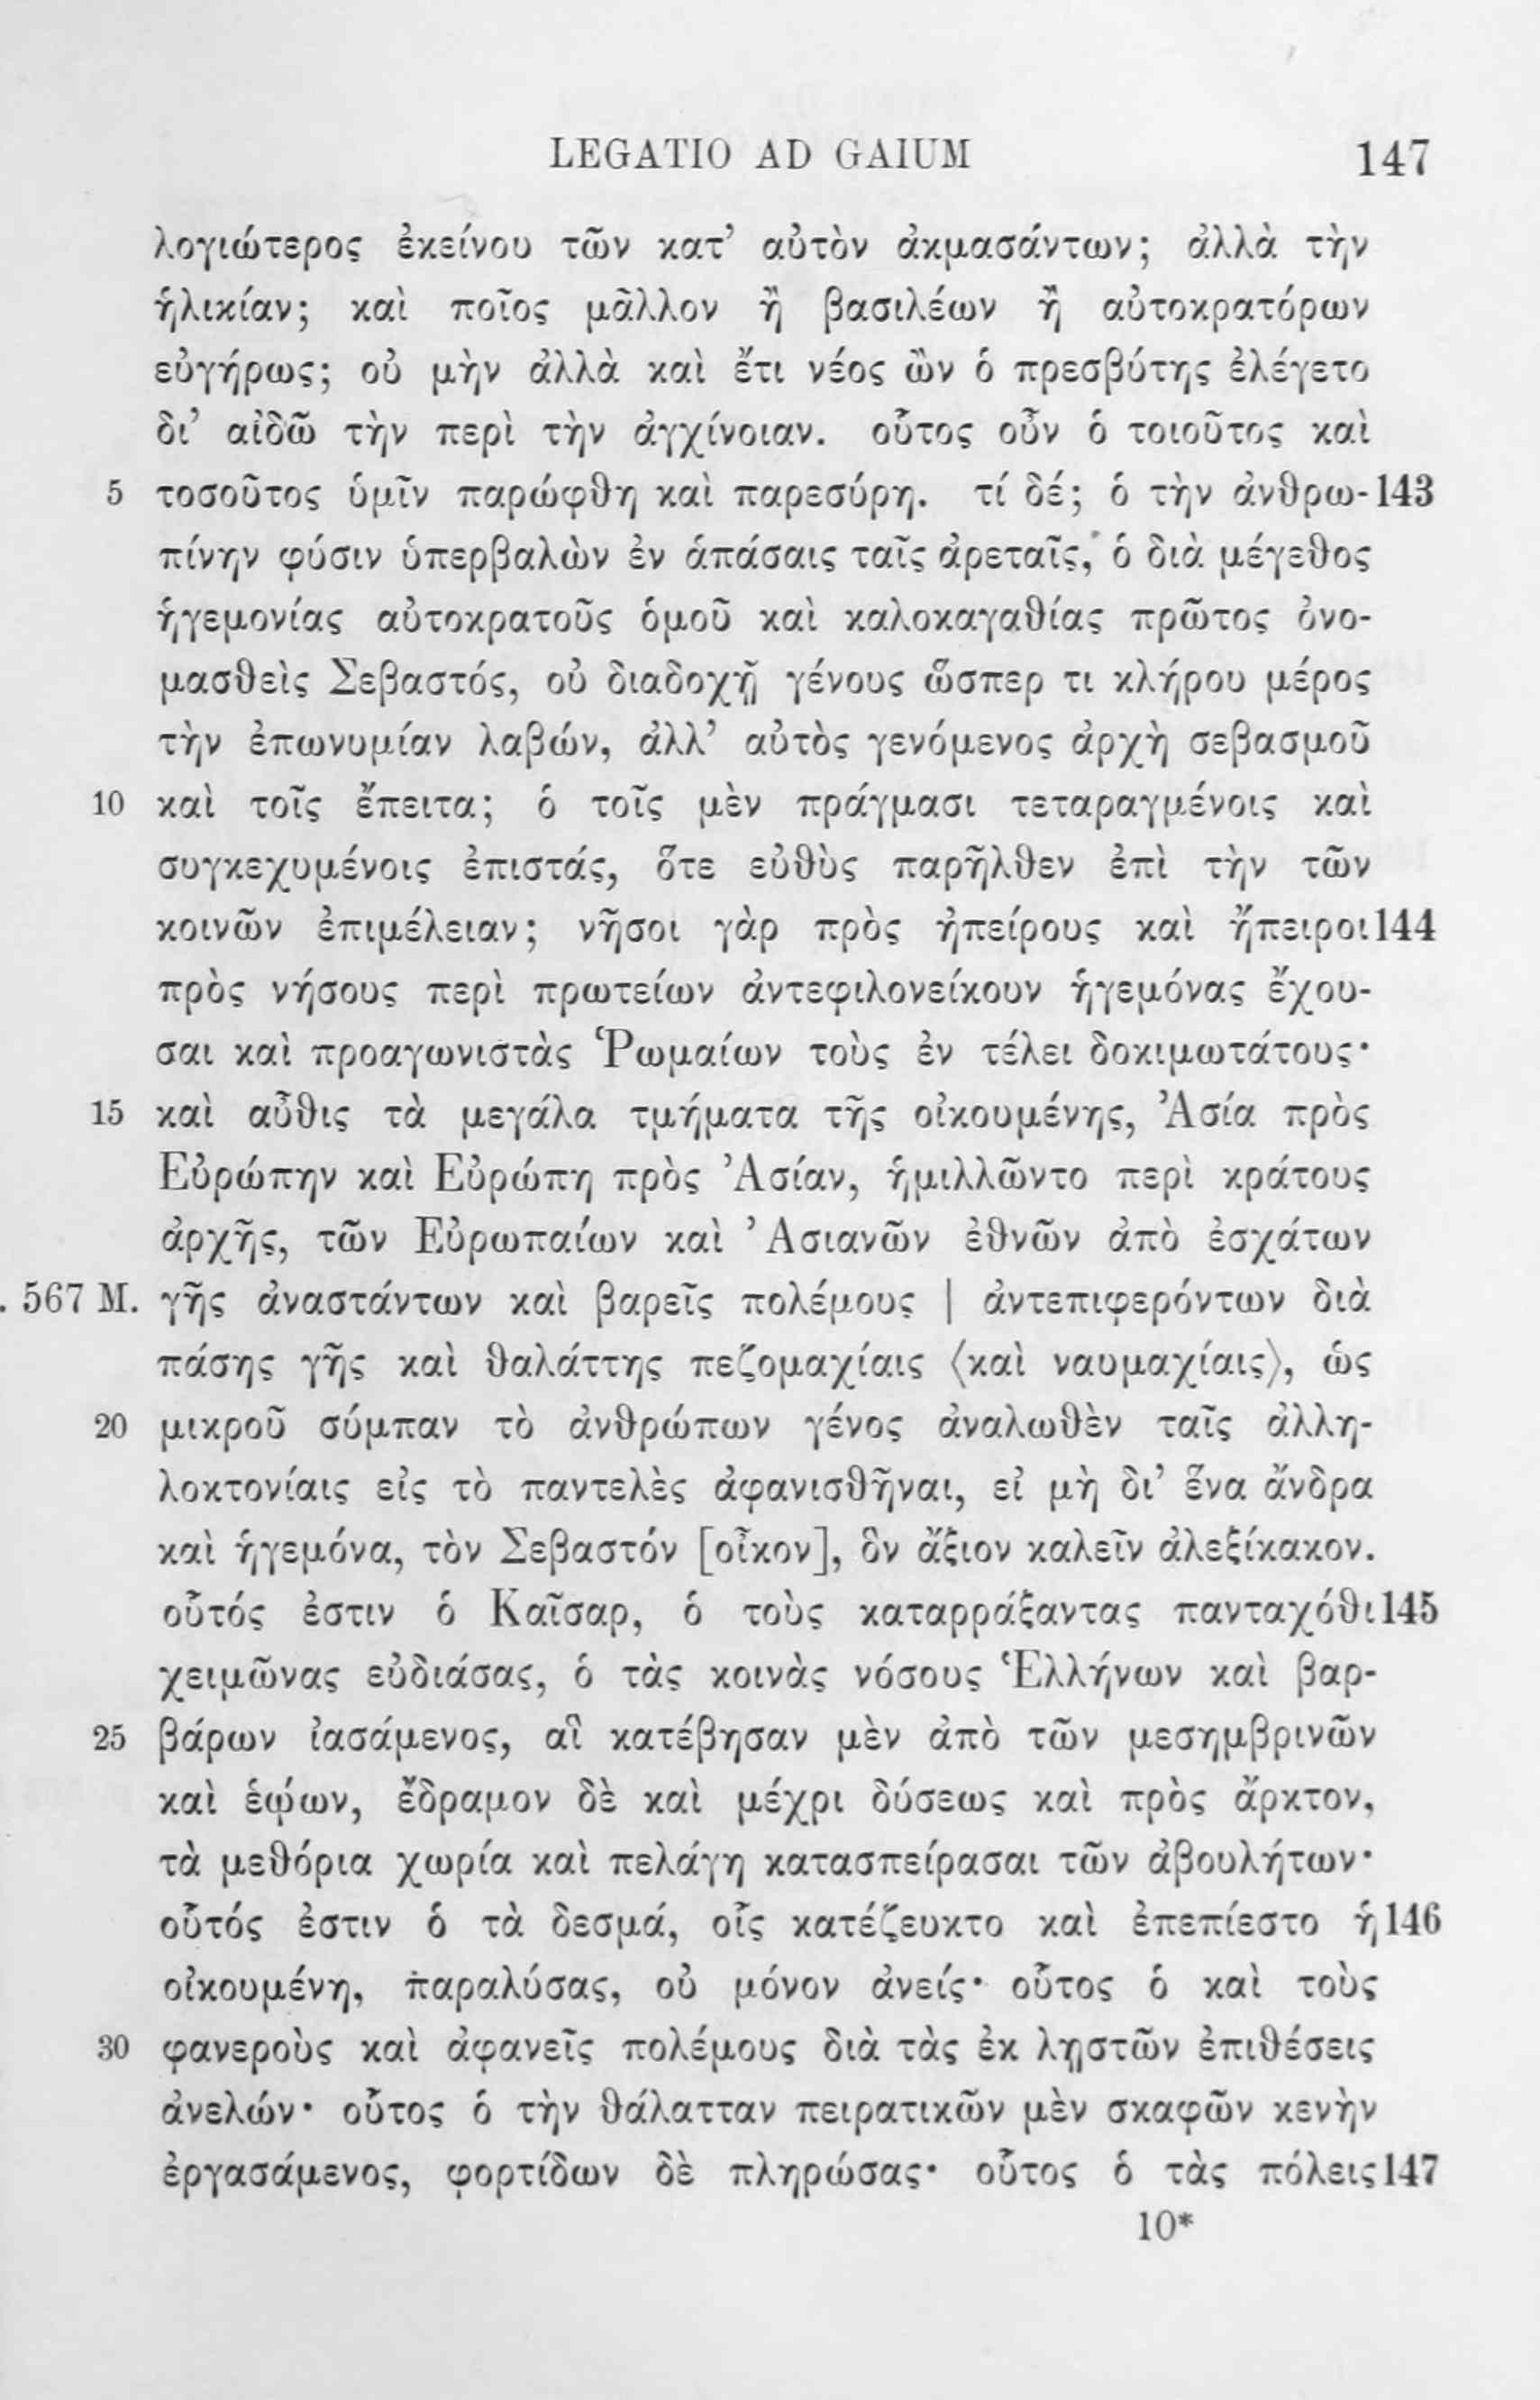 LEGATIO AD GAIUM 147
λογιώτερος ἐκείνου τῶν κατ’ αὐτὸν ἀκμασάντων; ἀλλὰ τὴν
ἡλικίαν; καὶ ποῖος μᾶλλον ἢ βασιλέων ἢ αὐτοκρατόρων
εὐγήρως; οὐ μὴν ἀλλὰ καὶ ἔτι νέος ὢν ὁ πρεσβύτης ἐλέγετο
δι’ αἰδῶ τὴν περὶ τὴν ἀγχίνοιαν. οὗτος οὖν ὁ τοιοῦτος καὶ
5 τοσοῦτος ὑμῖν παρώφθη καὶ παρεσύρη. τί δέ; ὁ τὴν ἀνθρω- 143
πίνην φύσιν ὑπερβαλὼν ἐν ἁπάσαις ταῖς ἀρεταῖς, ὁ διὰ μέγεθος
ἡγεμονίας αὐτοκρατοῦς ὁμοῦ καὶ καλοκαγαθίας πρῶτος ὀνο-
μασθεὶς Σεβαστός, οὐ διαδοχῇ γένους ὥσπερ τι κλήρου μέρος
τὴν ἐπωνυμίαν λαβών, ἀλλ’ αὐτὸς γενόμενος ἀρχὴ σεβασμοῦ
10 καὶ τοῖς ἔπειτα; ὁ τοῖς μὲν πράγμασι τεταραγμένοις καὶ
συγκεχυμένοις ἐπιστάς, ὅτε εὐθὺς παρῆλθεν ἐπὶ τὴν τῶν
κοινῶν ἐπιμέλειαν; νῆσοι γὰρ πρὸς ἠπείρους καὶ ἤπειροι 144
πρὸς νήσους περὶ πρωτείων ἀντεφιλονείκουν ἡγεμόνας ἔχου-
σαι καὶ προαγωνιστὰς Ῥωμαίων τοὺς ἐν τέλει δοκιμωτάτους·
15 καὶ αὖθις τὰ μεγάλα τμήματα τῆς οἰκουμένης, Ἀσία πρὸς
Εὐρώπην καὶ Εὐρώπη πρὸς Ἀσίαν, ἡμιλλῶντο περὶ κράτους
ἀρχῆς, τῶν Εὐρωπαίων καὶ Ἀσιανῶν ἐθνῶν ἀπὸ ἐσχάτων
. 567 M. γῆς ἀναστάντων καὶ βαρεῖς πολέμους | ἀντεπιφερόντων διὰ
πάσης γῆς καὶ θαλάττης πεζομαχίαις ⟨καὶ ναυμαχίαις⟩, ὡς
20 μικροῦ σύμπαν τὸ ἀνθρώπων γένος ἀναλωθὲν ταῖς ἀλλη-
λοκτονίαις εἰς τὸ παντελὲς ἀφανισθῆναι, εἰ μὴ δι’ ἕνα ἄνδρα
καὶ ἡγεμόνα, τὸν Σεβαστόν [οἶκον], ὃν ἄξιον καλεῖν ἀλεξίκακον.
οὗτός ἐστιν ὁ Καῖσαρ, ὁ τοὺς καταρράξαντας πανταχόθι 145
χειμῶνας εὐδιάσας, ὁ τὰς κοινὰς νόσους Ἑλλήνων καὶ βαρ-
25 βάρων ἰασάμενος, αἳ κατέβησαν μὲν ἀπὸ τῶν μεσημβρινῶν
καὶ ἑῴων, ἔδραμον δὲ καὶ μέχρι δύσεως καὶ πρὸς ἄρκτον,
τὰ μεθόρια χωρία καὶ πελάγη κατασπείρασαι τῶν ἀβουλήτων·
οὗτός ἐστιν ὁ τὰ δεσμά, οἷς κατέζευκτο καὶ ἐπεπίεστο ἡ 146
οἰκουμένη, παραλύσας, οὐ μόνον ἀνείς· οὗτος ὁ καὶ τοὺς
30 φανεροὺς καὶ ἀφανεῖς πολέμους διὰ τὰς ἐκ λῃστῶν ἐπιθέσεις
ἀνελών· οὗτος ὁ τὴν θάλατταν πειρατικῶν μὲν σκαφῶν κενὴν
ἐργασάμενος, φορτίδων δὲ πληρώσας· οὗτος ὁ τὰς πόλεις 147
10*